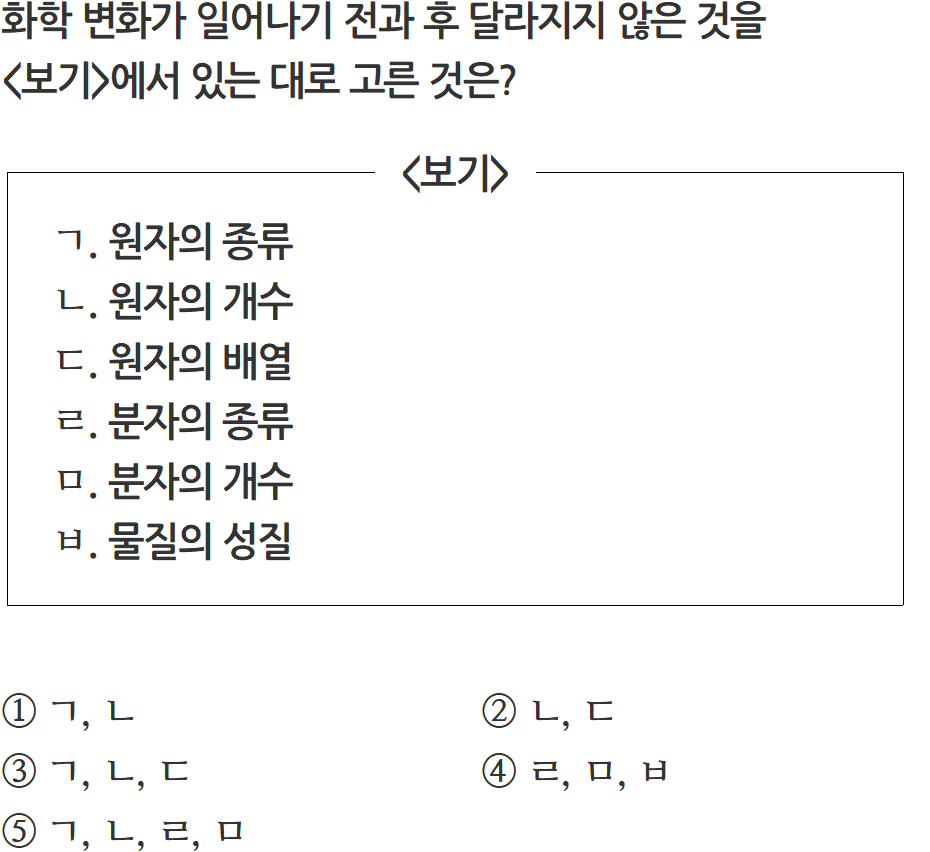 화학 변화가 일어나기 전과 후 달라지지 않은 것을
<보기>에서 있는 대로 고른 것은?
<보기>
ㄱ. 원자의 종류
ㄴ. 원자의 개수
ㄷ. 원자의 배열
ㄹ. 분자의 종류
ㅁ. 분자의 개수
ㅂ. 물질의 성질
① ㄱ, ㄴ ② ㄴ, ㄷ
③ ㄱ, ㄴ, ㄷ ④ ㄹ, ㅁ, ㅂ
⑤ ㄱ, ㄴ, ㄹ, ㅁ